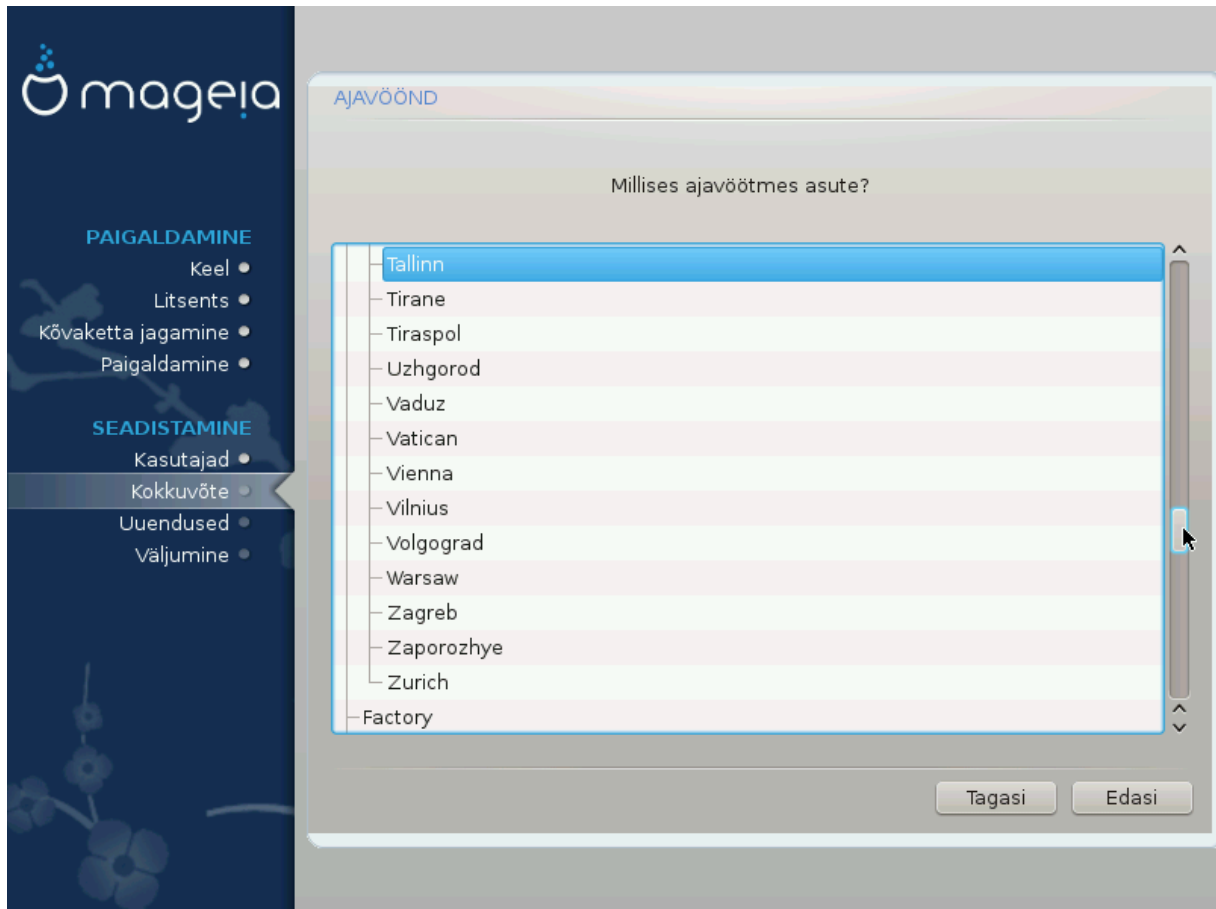 mageia
PAIGALDAMINE
Keel
Litsents
Kõvaketta jagamine
Paigaldamine
SEADISTAMINE
Kasutajad
Kokkuvõte
Uuendused
Väljumine
AJAVÖÖND
Millises ajavöötmes asute?
Tallinn
Tirane
Tiraspol
Uzhgorod
Vaduz
Vatican
Vienna
Vilnius
Volgograd
Warsaw
Zagreb
Zaporozhye
Zurich
Factory
Tagasi
Edasi